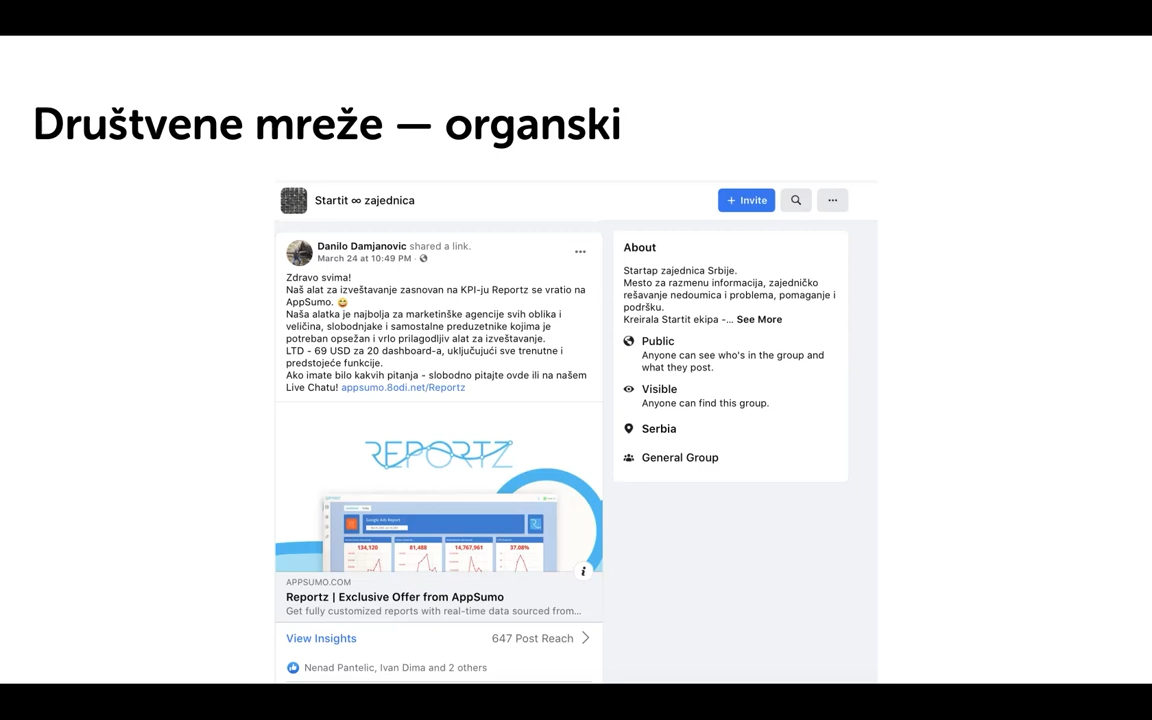 Društvene mreže — organski
Startit ∞ zajednica
+ Invite
Danilo Damjanovic shared a link.
March 24 at 10:49 PM ·
Zdravo svima!
Naš alat za izveštavanje zasnovan na KPI-ju Reportz se vratio na
AppSumo. 😄
Naša alatka je najbolja za marketinške agencije svih oblika i
veličina, slobodnjake i samostalne preduzetnike kojima je
potreban opsežan i vrlo prilagodljiv alat za izveštavanje.
LTD - 69 USD za 20 dashboard-a, uključujući sve trenutne i
predstojeće funkcije.
Ako imate bilo kakvih pitanja - slobodno pitajte ovde ili na našem
Live Chatu! appsumo.8odi.net/Reportz
REPORTZ
Google Ads Report
134,120
81,488
14,767,961
37.08%
APPSUMO.COM
Reportz | Exclusive Offer from AppSumo
Get fully customized reports with real-time data sourced from...
View Insights
647 Post Reach
Nenad Pantelic, Ivan Dima and 2 others
About
Startap zajednica Srbije.
Mesto za razmenu informacija, zajedničko
rešavanje nedoumica i problema, pomaganje i
podršku.
Kreirala Startit ekipa -... See More
Public
Anyone can see who's in the group and
what they post.
Visible
Anyone can find this group.
Serbia
General Group